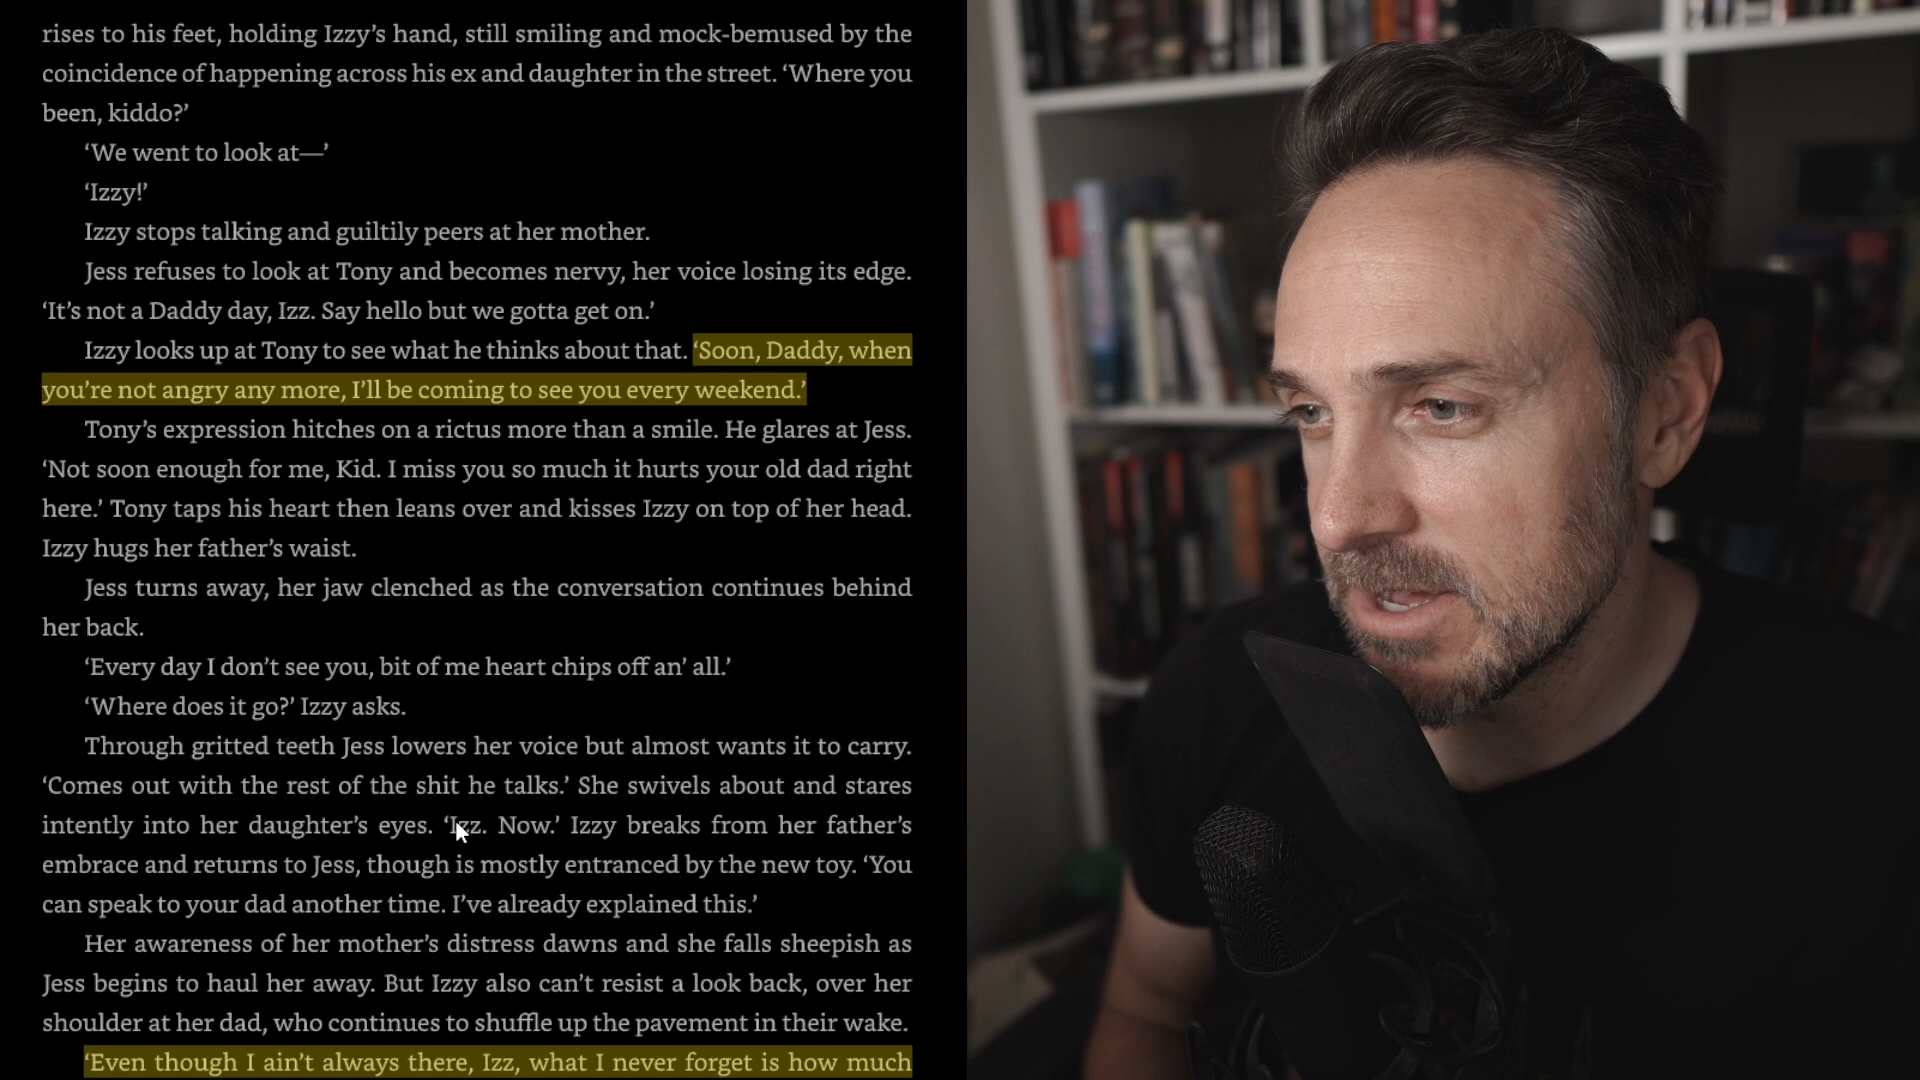 rises to his feet, holding Izzy’s hand, still smiling and mock-bemused by the
coincidence of happening across his ex and daughter in the street. ‘Where you
been, kiddo?’
‘We went to look at—’
‘Izzy!’
Izzy stops talking and guiltily peers at her mother.
Jess refuses to look at Tony and becomes nervy, her voice losing its edge.
‘It’s not a Daddy day, Izz. Say hello but we gotta get on.’
Izzy looks up at Tony to see what he thinks about that. ‘Soon, Daddy, when
you’re not angry any more, I’ll be coming to see you every weekend.’
Tony’s expression hitches on a rictus more than a smile. He glares at Jess.
‘Not soon enough for me, Kid. I miss you so much it hurts your old dad right
here.’ Tony taps his heart then leans over and kisses Izzy on top of her head.
Izzy hugs her father’s waist.
Jess turns away, her jaw clenched as the conversation continues behind
her back.
‘Every day I don’t see you, bit of me heart chips off an’ all.’
‘Where does it go?’ Izzy asks.
Through gritted teeth Jess lowers her voice but almost wants it to carry.
‘Comes out with the rest of the shit he talks.’ She swivels about and stares
intently into her daughter’s eyes. ‘Izz. Now.’ Izzy breaks from her father’s
embrace and returns to Jess, though is mostly entranced by the new toy. ‘You
can speak to your dad another time. I’ve already explained this.’
Her awareness of her mother’s distress dawns and she falls sheepish as
Jess begins to haul her away. But Izzy also can’t resist a look back, over her
shoulder at her dad, who continues to shuffle up the pavement in their wake.
‘Even though I ain’t always there, Izz, what I never forget is how much